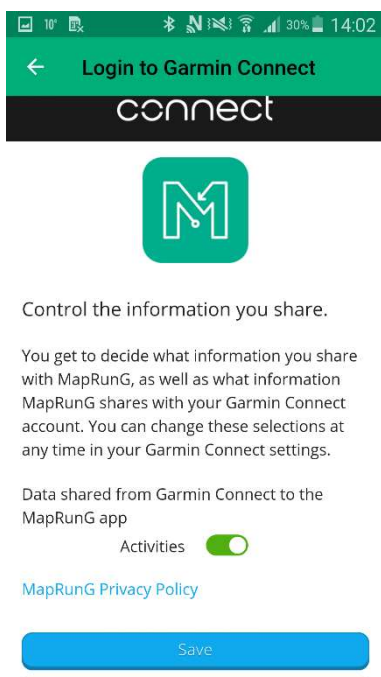 10° 30% 14:02
Login to Garmin Connect
connect
M
Control the information you share.
You get to decide what information you share
with MapRunG, as well as what information
MapRunG shares with your Garmin Connect
account. You can change these selections at
any time in your Garmin Connect settings.
Data shared from Garmin Connect to the
MapRunG app
Activities
MapRunG Privacy Policy
Save